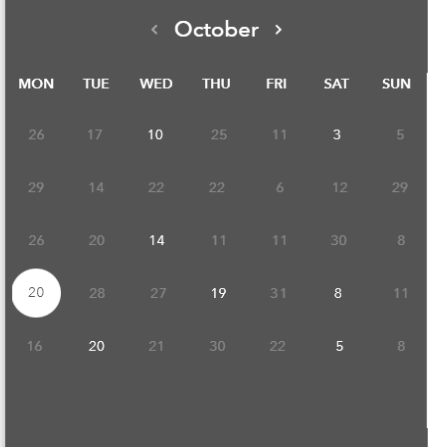 ‹ October ›
MON TUE WED THU FRI SAT SUN
26 17 10 25 11 3 5
29 14 22 22 6 12 29
26 20 14 11 11 30 8
20 28 27 19 31 8 11
16 20 21 30 22 5 8